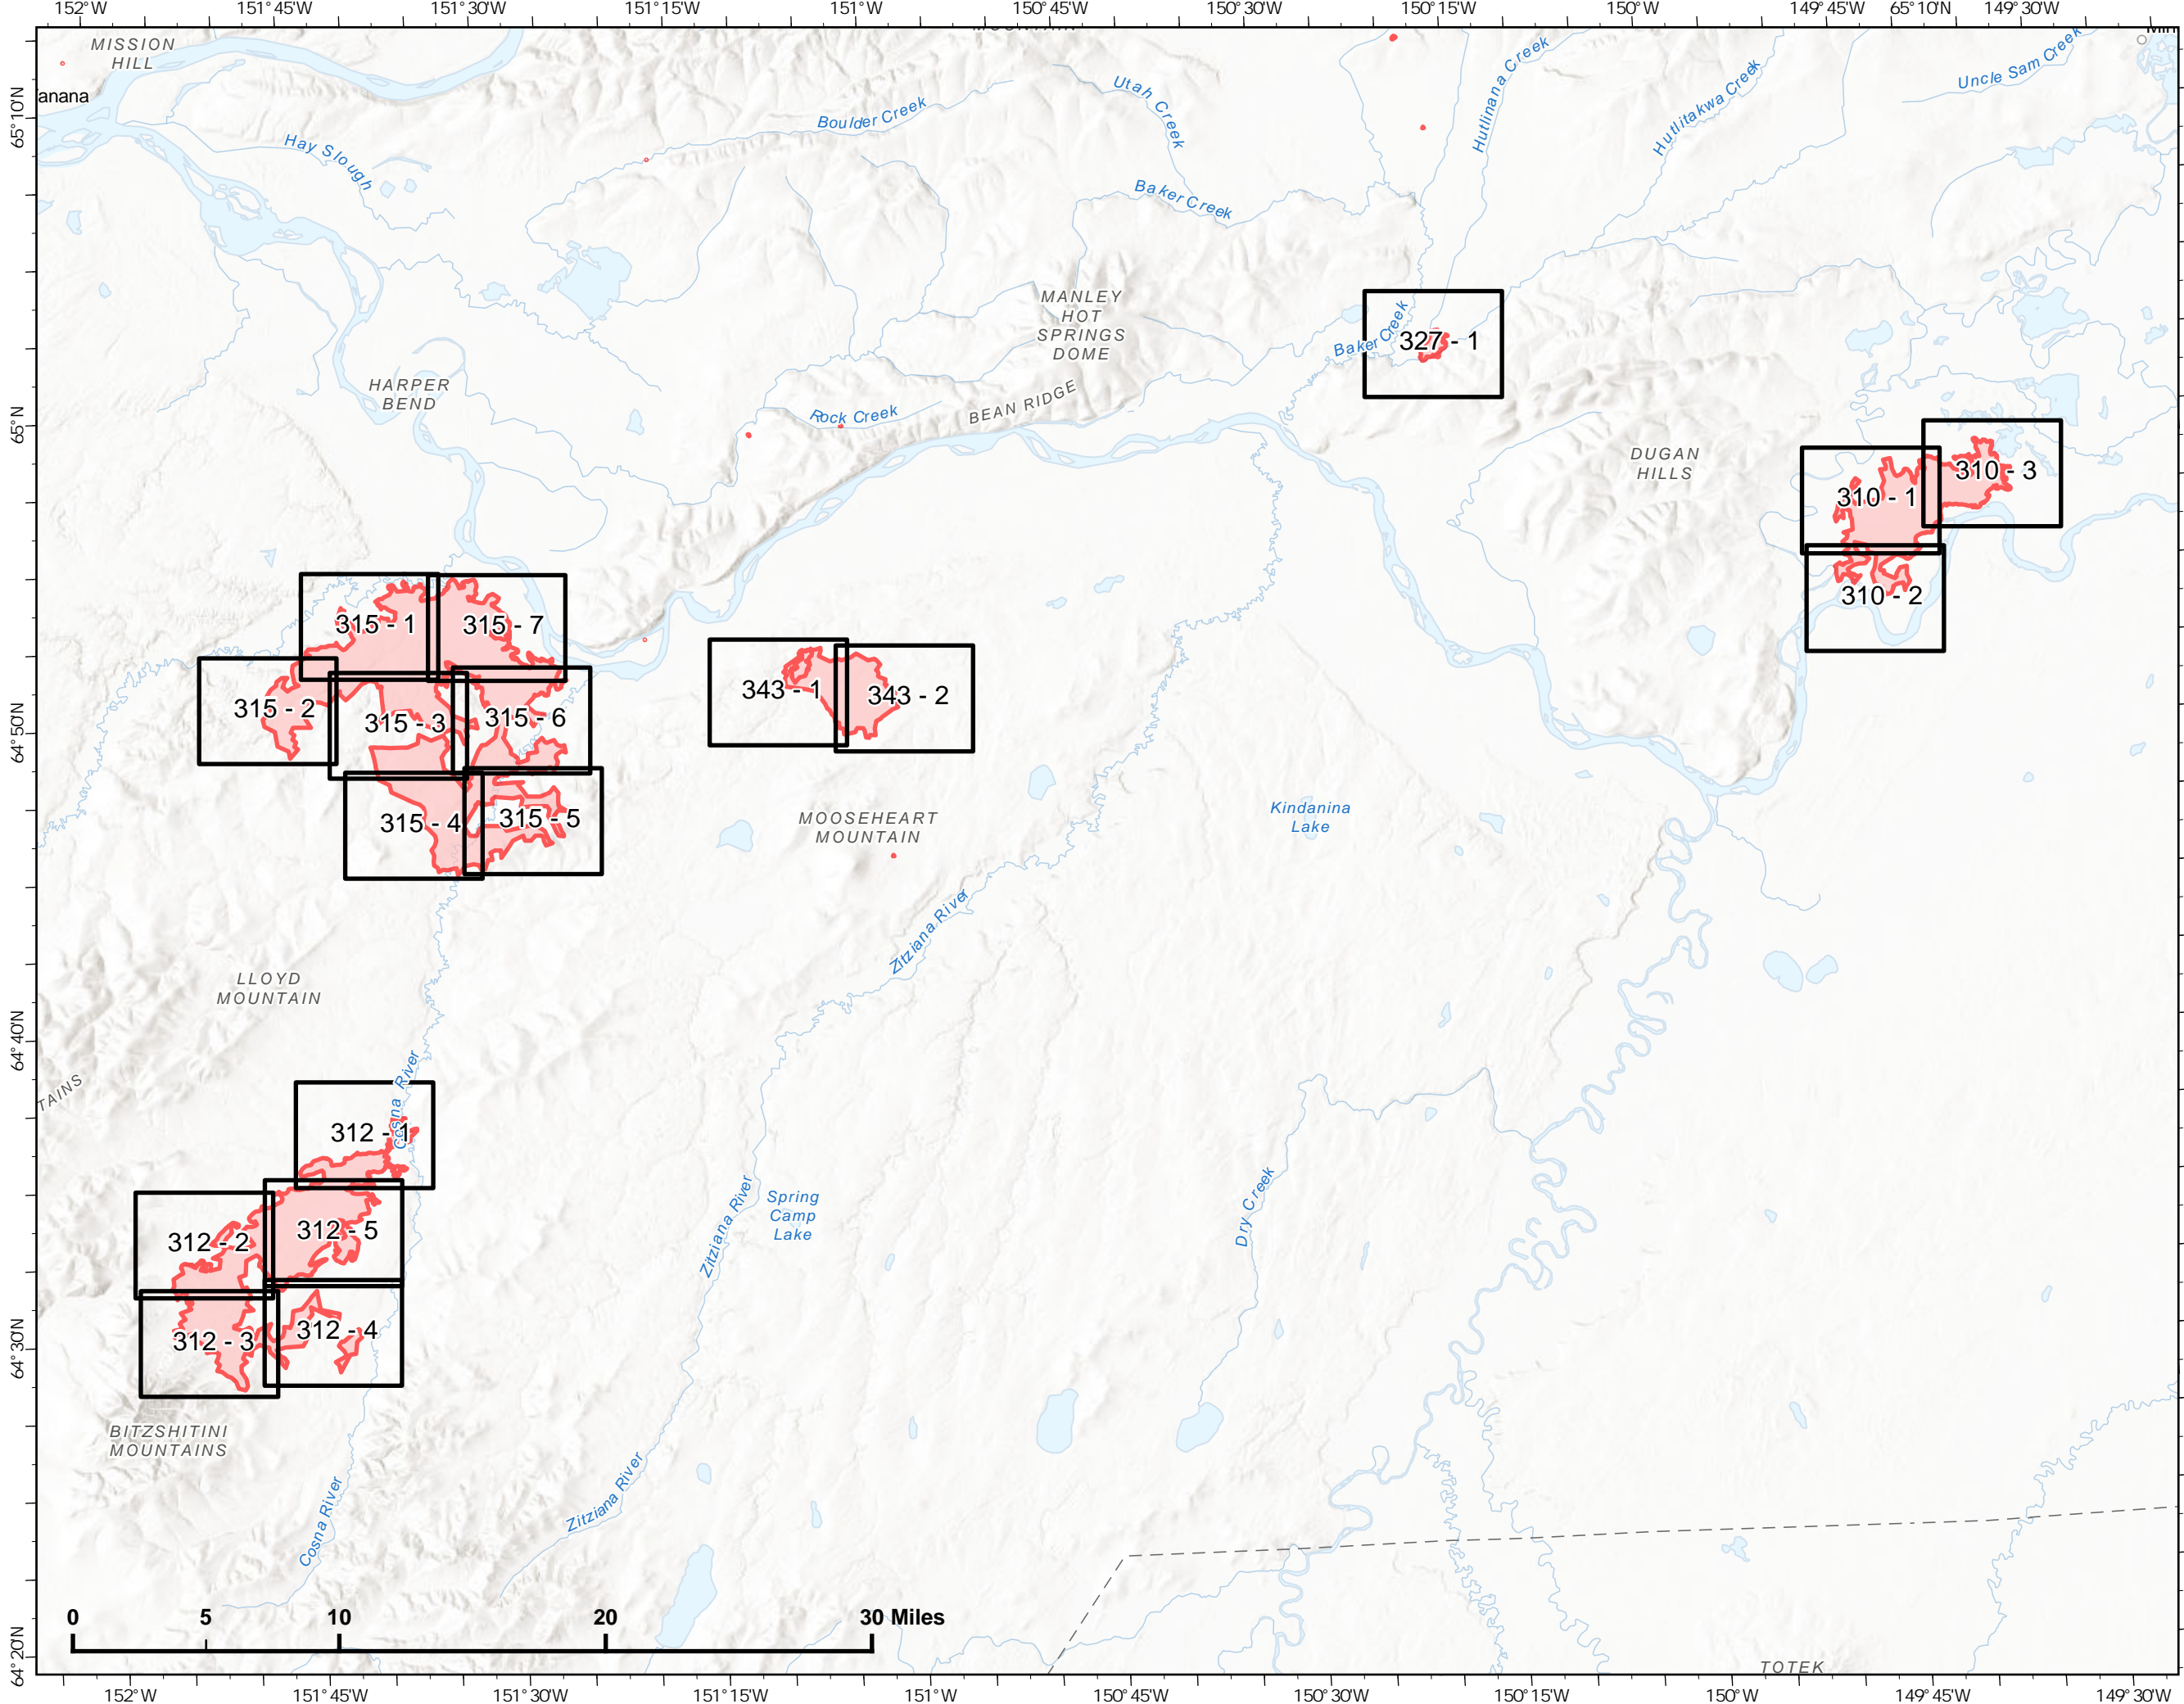 152°W 151°45'W 151°30'W 151°15'W 151°W 150°45'W 150°30'W 150°15'W 150°W 149°45'W 65°10'N 149°30'W
MISSION
HILL
anana
65°10'N
Hay Slough
Boulder Creek
Utah Creek
Baker Creek
Hutlinana Creek
Hutlitakwa Creek
Uncle Sam Creek
MANLEY
HOT
SPRINGS
DOME
Baker Creek
327 - 1
HARPER
BEND
Rock Creek
BEAN RIDGE
65°N
DUGAN
HILLS
310 - 3
310 - 1
310 - 2
315 - 1
315 - 7
315 - 2
315 - 3
315 - 6
343 - 1
343 - 2
64°50'N
315 - 4
315 - 5
MOOSEHEART
MOUNTAIN
Kindanina
Lake
Zitziana River
LLOYD
MOUNTAIN
64°40'N
TAINS
Cosna River
312 - 1
Zitziana River
Spring
Camp
Lake
Dry Creek
312 - 2
312 - 5
312 - 3
312 - 4
64°30'N
BITZSHITINI
MOUNTAINS
Cosna River
Zitziana River
0 5 10 20 30 Miles
64°20'N
TOTEK
152°W 151°45'W 151°30'W 151°15'W 151°W 150°45'W 150°30'W 150°15'W 150°W 149°45'W 149°30'W